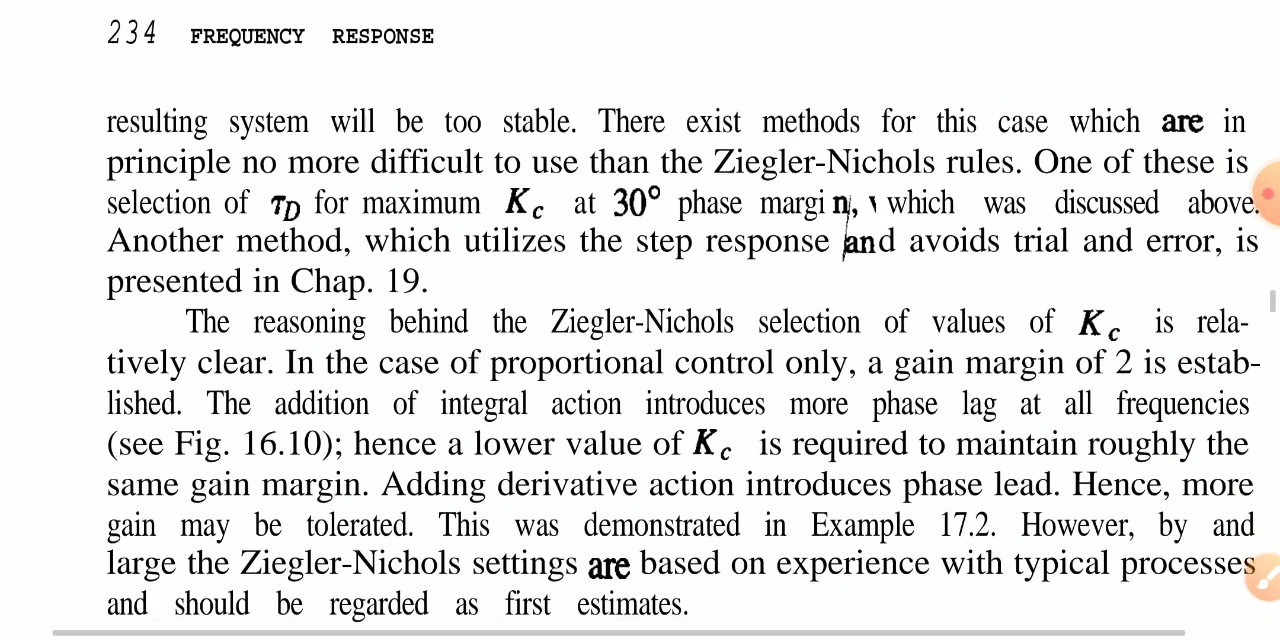 234 FREQUENCY RESPONSE
resulting system will be too stable. There exist methods for this case which are in
principle no more difficult to use than the Ziegler-Nichols rules. One of these is
selection of τD for maximum Kc at 30° phase margin, which was discussed above.
Another method, which utilizes the step response and avoids trial and error, is
presented in Chap. 19.
The reasoning behind the Ziegler-Nichols selection of values of Kc is rela-
tively clear. In the case of proportional control only, a gain margin of 2 is estab-
lished. The addition of integral action introduces more phase lag at all frequencies
(see Fig. 16.10); hence a lower value of Kc is required to maintain roughly the
same gain margin. Adding derivative action introduces phase lead. Hence, more
gain may be tolerated. This was demonstrated in Example 17.2. However, by and
large the Ziegler-Nichols settings are based on experience with typical processes
and should be regarded as first estimates.